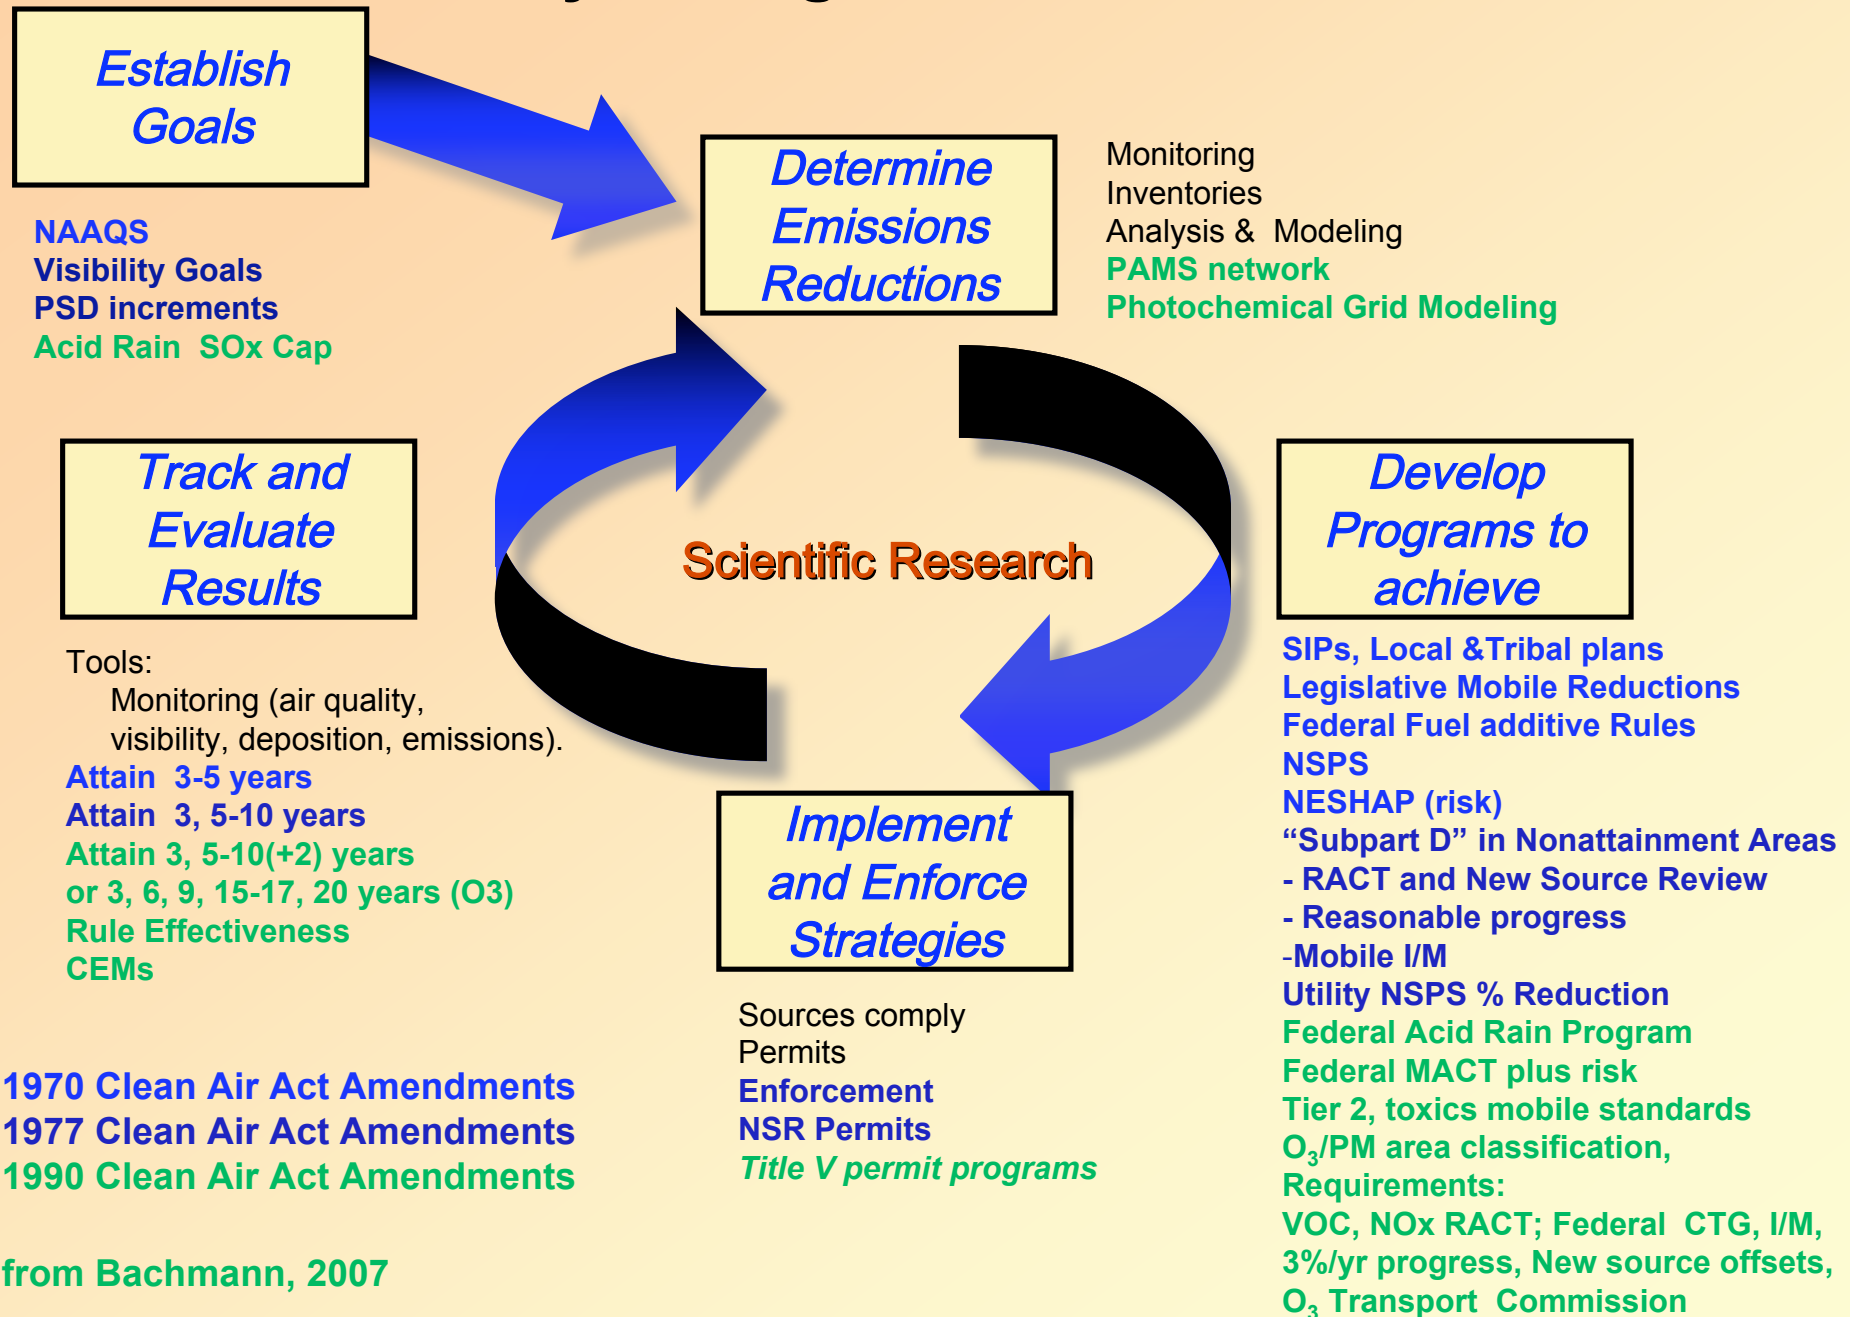 Establish
Goals
NAAQS
Visibility Goals
PSD increments
Acid Rain SOx Cap
Determine
Emissions
Reductions
Monitoring
Inventories
Analysis & Modeling
PAMS network
Photochemical Grid Modeling
Track and
Evaluate
Results
Tools:
Monitoring (air quality,
visibility, deposition, emissions).
Attain 3-5 years
Attain 3, 5-10 years
Attain 3, 5-10(+2) years
or 3, 6, 9, 15-17, 20 years (O3)
Rule Effectiveness
CEMs
Scientific Research
Develop
Programs to
achieve
SIPs, Local &Tribal plans
Legislative Mobile Reductions
Federal Fuel additive Rules
NSPS
NESHAP (risk)
“Subpart D” in Nonattainment Areas
- RACT and New Source Review
- Reasonable progress
-Mobile I/M
Utility NSPS % Reduction
Federal Acid Rain Program
Federal MACT plus risk
Tier 2, toxics mobile standards
O₃/PM area classification,
Requirements:
VOC, NOx RACT; Federal CTG, I/M,
3%/yr progress, New source offsets,
O₃ Transport Commission
Implement
and Enforce
Strategies
Sources comply
Permits
Enforcement
NSR Permits
Title V permit programs
1970 Clean Air Act Amendments
1977 Clean Air Act Amendments
1990 Clean Air Act Amendments
from Bachmann, 2007